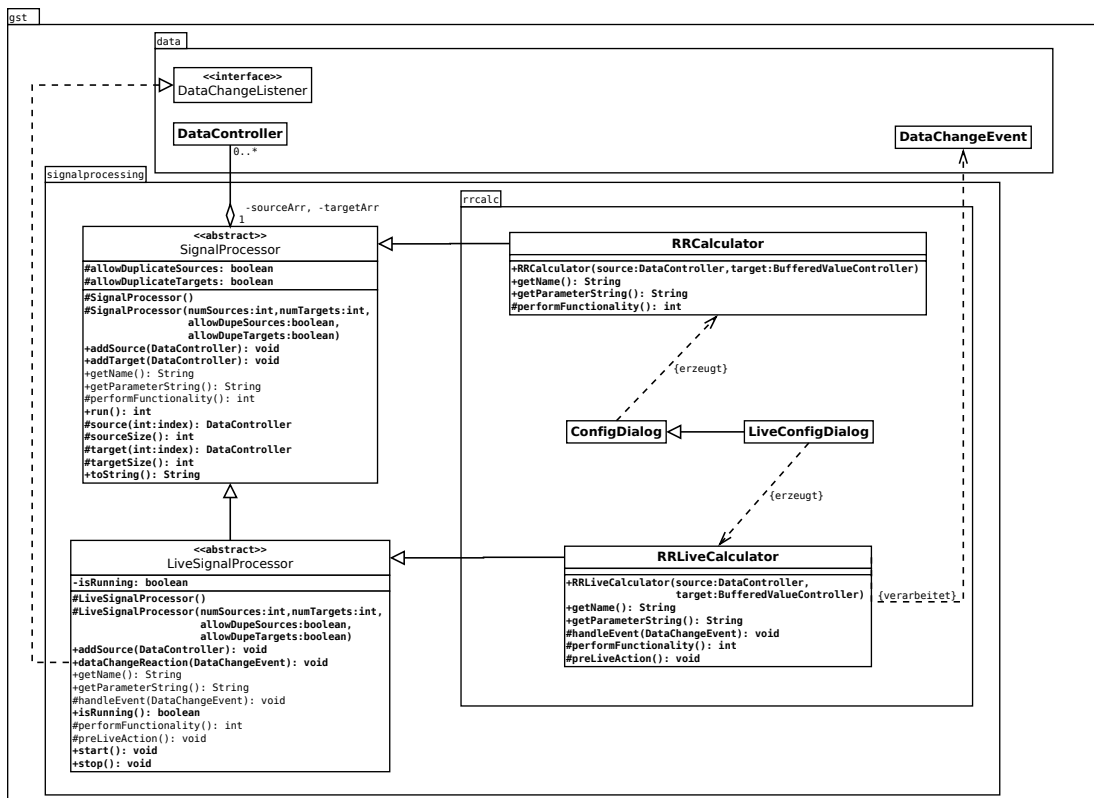 gst
data
<<interface>>
DataChangeListener
DataController
0..*
DataChangeEvent
signalprocessing
-sourceArr, -targetArr
1
<<abstract>>
SignalProcessor
#allowDuplicateSources: boolean
#allowDuplicateTargets: boolean
#SignalProcessor()
#SignalProcessor(numSources:int,numTargets:int,
allowDupeSources:boolean,
allowDupeTargets:boolean)
+addSource(DataController): void
+addTarget(DataController): void
+getName(): String
+getParameterString(): String
#performFunctionality(): int
+run(): int
#source(int:index): DataController
#sourceSize(): int
#target(int:index): DataController
#targetSize(): int
+toString(): String
rrcalc
RRCalculator
+RRCalculator(source:DataController,target:BufferedValueController)
+getName(): String
+getParameterString(): String
#performFunctionality(): int
{erzeugt}
ConfigDialog
LiveConfigDialog
{erzeugt}
<<abstract>>
LiveSignalProcessor
-isRunning: boolean
#LiveSignalProcessor()
#LiveSignalProcessor(numSources:int,numTargets:int,
allowDupeSources:boolean,
allowDupeTargets:boolean)
+addSource(DataController): void
+dataChangeReaction(DataChangeEvent): void
+getName(): String
+getParameterString(): String
#handleEvent(DataChangeEvent): void
+isRunning(): boolean
#performFunctionality(): int
#preLiveAction(): void
+start(): void
+stop(): void
RRLiveCalculator
+RRLiveCalculator(source:DataController,
target:BufferedValueController)
+getName(): String
+getParameterString(): String
#handleEvent(DataChangeEvent): void
#performFunctionality(): int
#preLiveAction(): void
{verarbeitet}